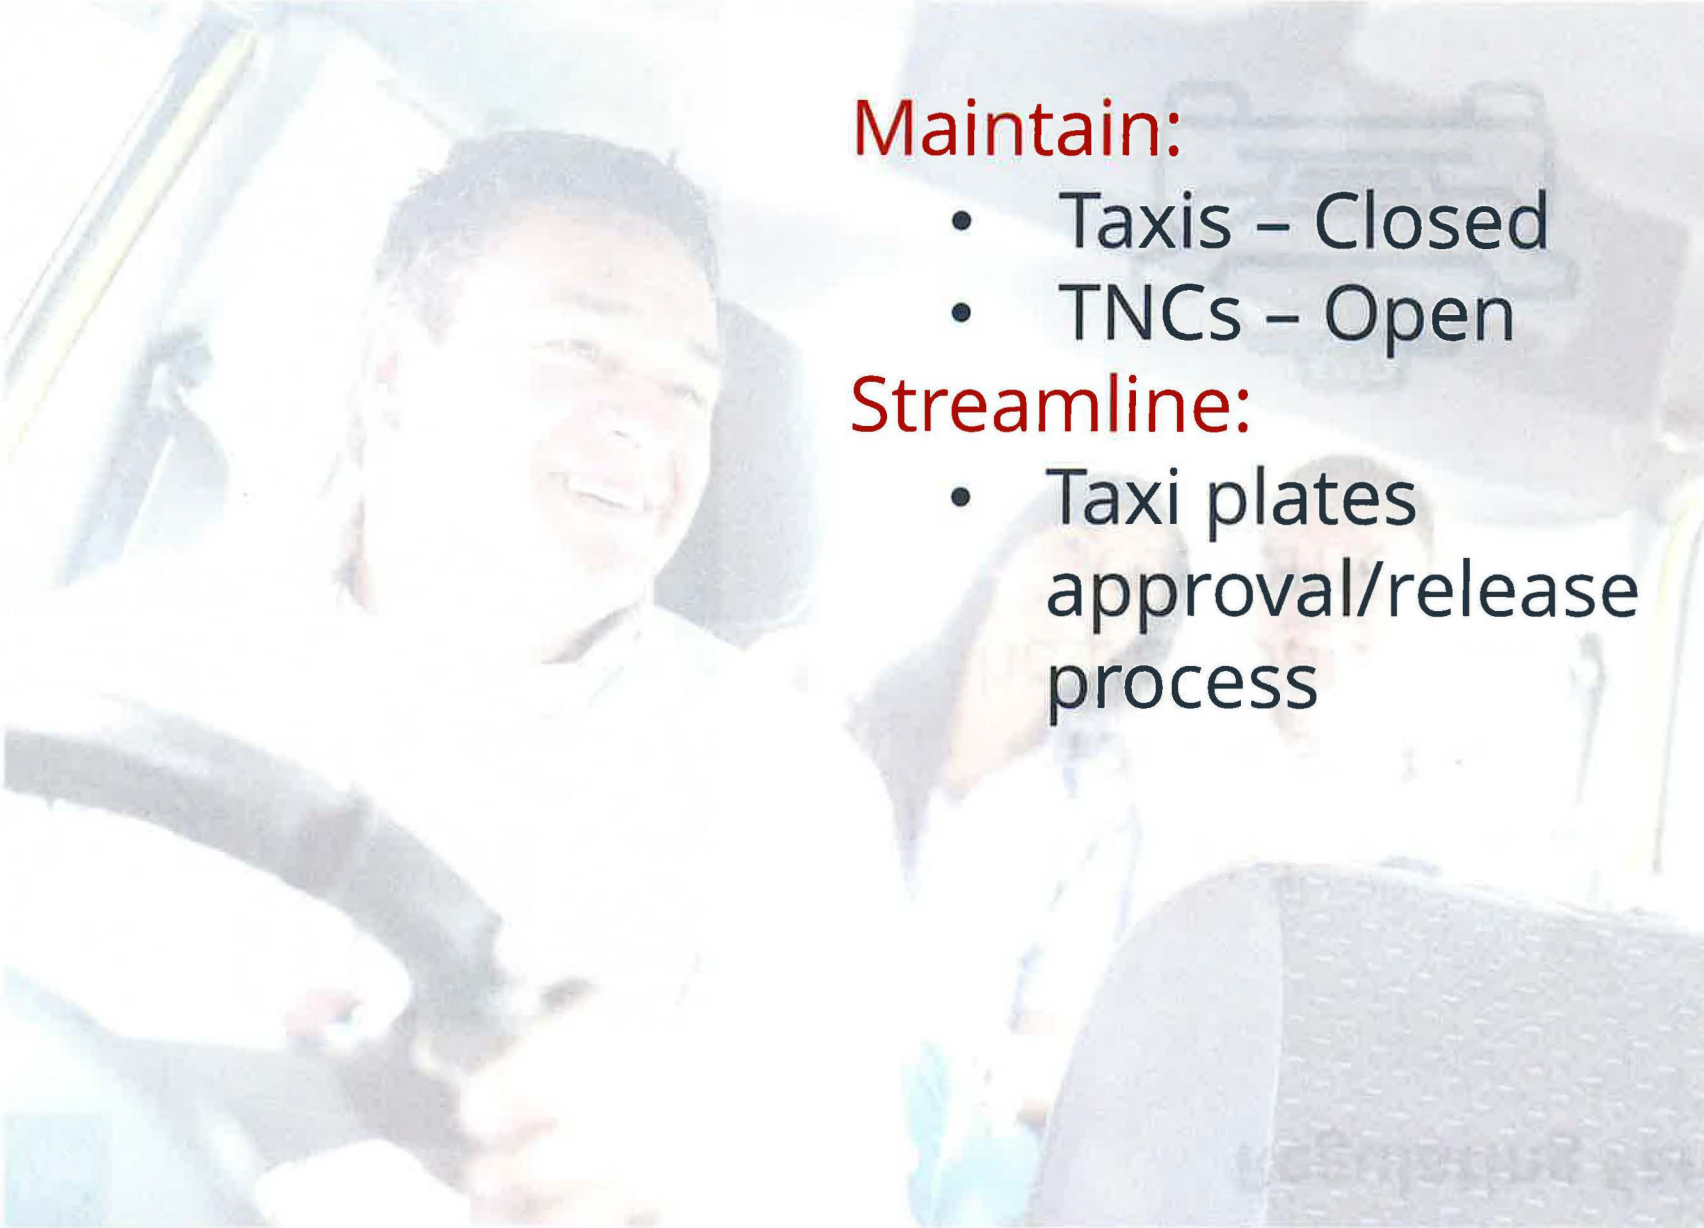 Maintain:
• Taxis – Closed
• TNCs – Open
Streamline:
• Taxi plates
approval/release
process